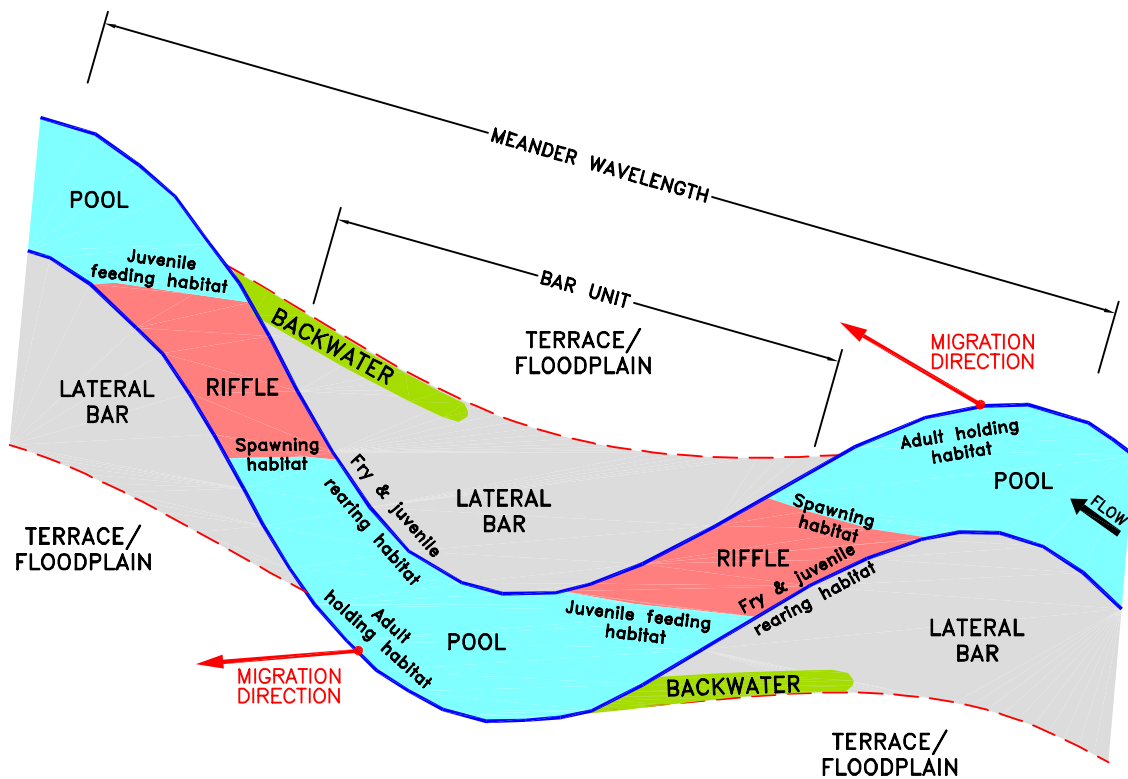 MEANDER WAVELENGTH
POOL
Juvenile
feeding habitat
BAR UNIT
BACKWATER
TERRACE/
FLOODPLAIN
MIGRATION
DIRECTION
LATERAL
BAR
RIFFLE
Spawning
habitat
Adult holding
habitat
POOL
FLOW
Fry & juvenile
rearing habitat
LATERAL
BAR
Spawning
habitat
TERRACE/
FLOODPLAIN
RIFFLE
Fry & juvenile
rearing habitat
Adult
holding habitat
POOL
Juvenile feeding
habitat
LATERAL
BAR
MIGRATION
DIRECTION
BACKWATER
TERRACE/
FLOODPLAIN